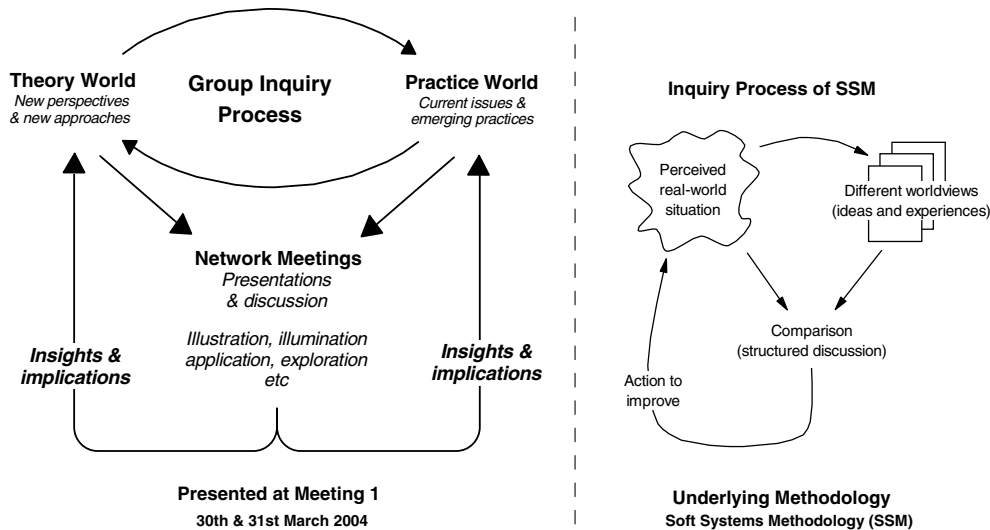 Theory World
New perspectives
& new approaches
Group Inquiry
Process
Practice World
Current issues &
emerging practices
Network Meetings
Presentations
& discussion
Illustration, illumination
application, exploration
etc
Insights &
implications
Insights &
implications
Presented at Meeting 1
30th & 31st March 2004
Inquiry Process of SSM
Perceived
real-world
situation
Different worldviews
(ideas and experiences)
Comparison
(structured discussion)
Action to
improve
Underlying Methodology
Soft Systems Methodology (SSM)